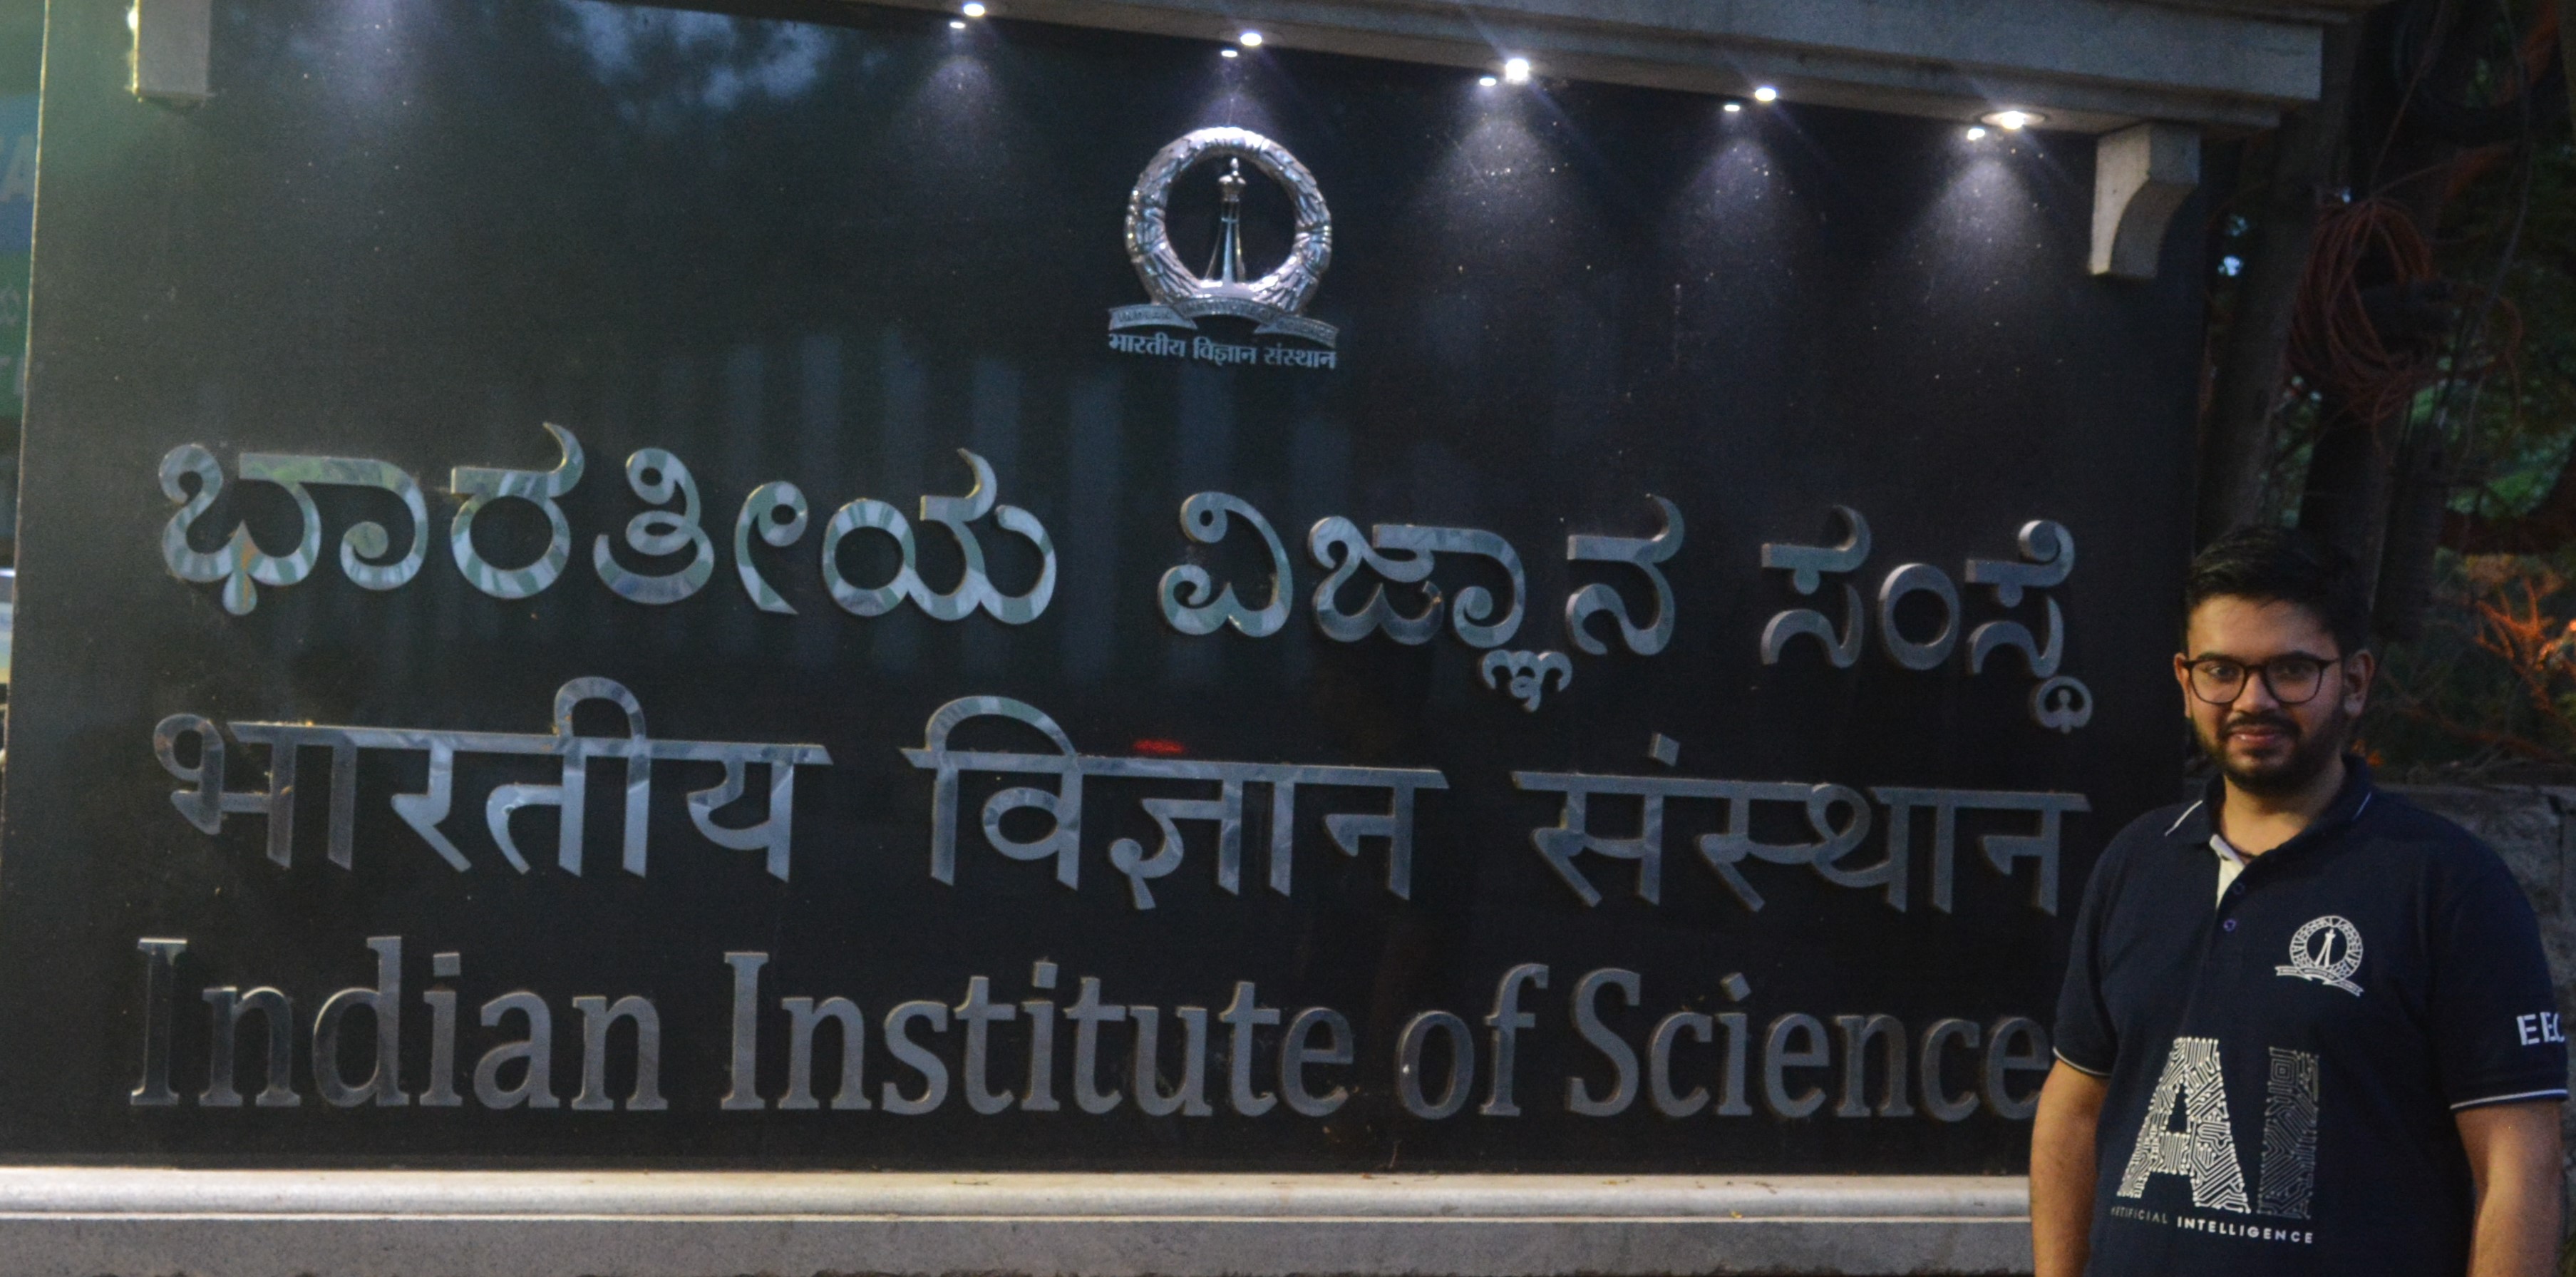 भारतीय विज्ञान संस्थान
ಭಾರತೀಯ ವಿಜ್ಞಾನ ಸಂಸ್ಥೆ
भारतीय विज्ञान संस्थान
Indian Institute of Science
AI
ARTIFICIAL INTELLIGENCE